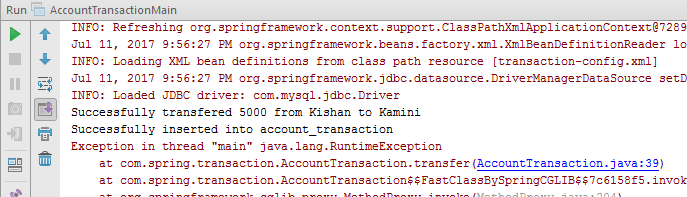 Run AccountTransactionMain
INFO: Refreshing org.springframework.context.support.ClassPathXmlApplicationContext@7289
Jul 11, 2017 9:56:27 PM org.springframework.beans.factory.xml.XmlBeanDefinitionReader lo
INFO: Loading XML bean definitions from class path resource [transaction-config.xml]
Jul 11, 2017 9:56:27 PM org.springframework.jdbc.datasource.DriverManagerDataSource setD
INFO: Loaded JDBC driver: com.mysql.jdbc.Driver
Successfully transfered 5000 from Kishan to Kamini
Successfully inserted into account_transaction
Exception in thread "main" java.lang.RuntimeException
at com.spring.transaction.AccountTransaction.transfer(AccountTransaction.java:39)
at com.spring.transaction.AccountTransaction$$FastClassBySpringCGLIB$$7c6158f5.invok
at org.springframework.cglib.proxy.MethodProxy.invoke(MethodProxy.java:204)